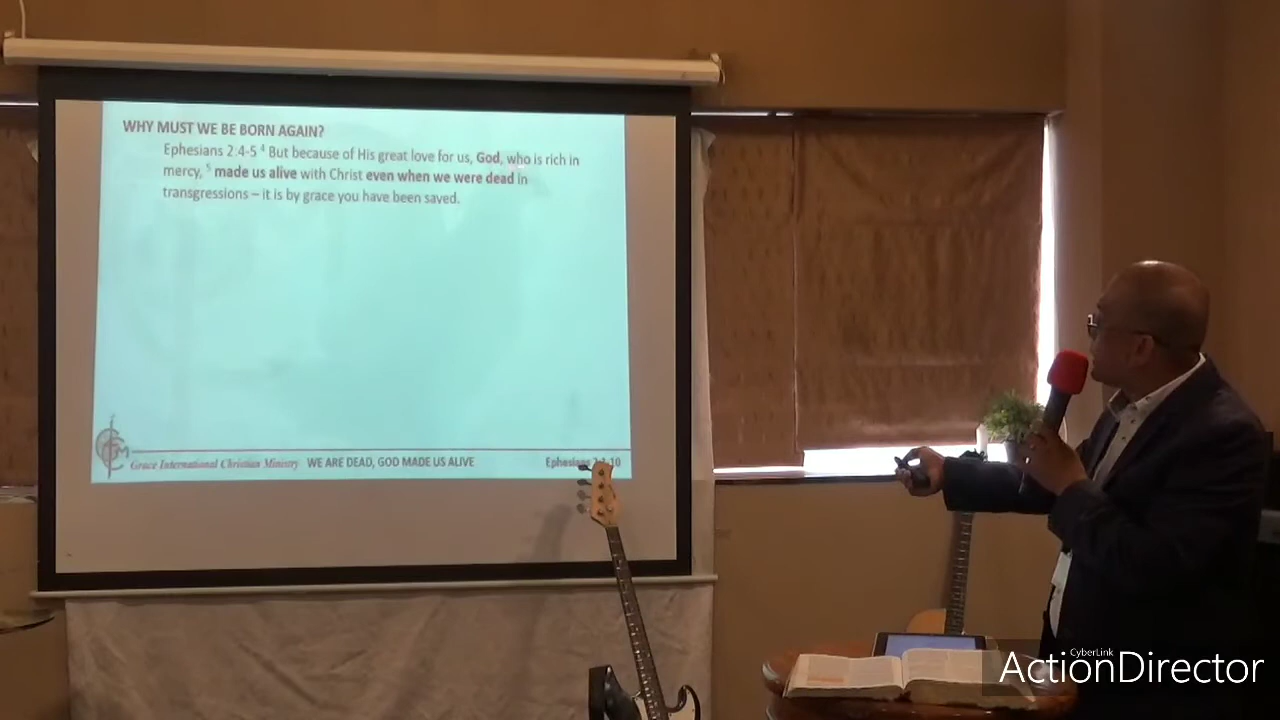 WHY MUST WE BE BORN AGAIN?
Ephesians 2:4-5 ⁴ But because of His great love for us, God, who is rich in
mercy, ⁵ made us alive with Christ even when we were dead in
transgressions – it is by grace you have been saved.
Grace International Christian Ministry WE ARE DEAD, GOD MADE US ALIVE
CyberLink
ActionDirector